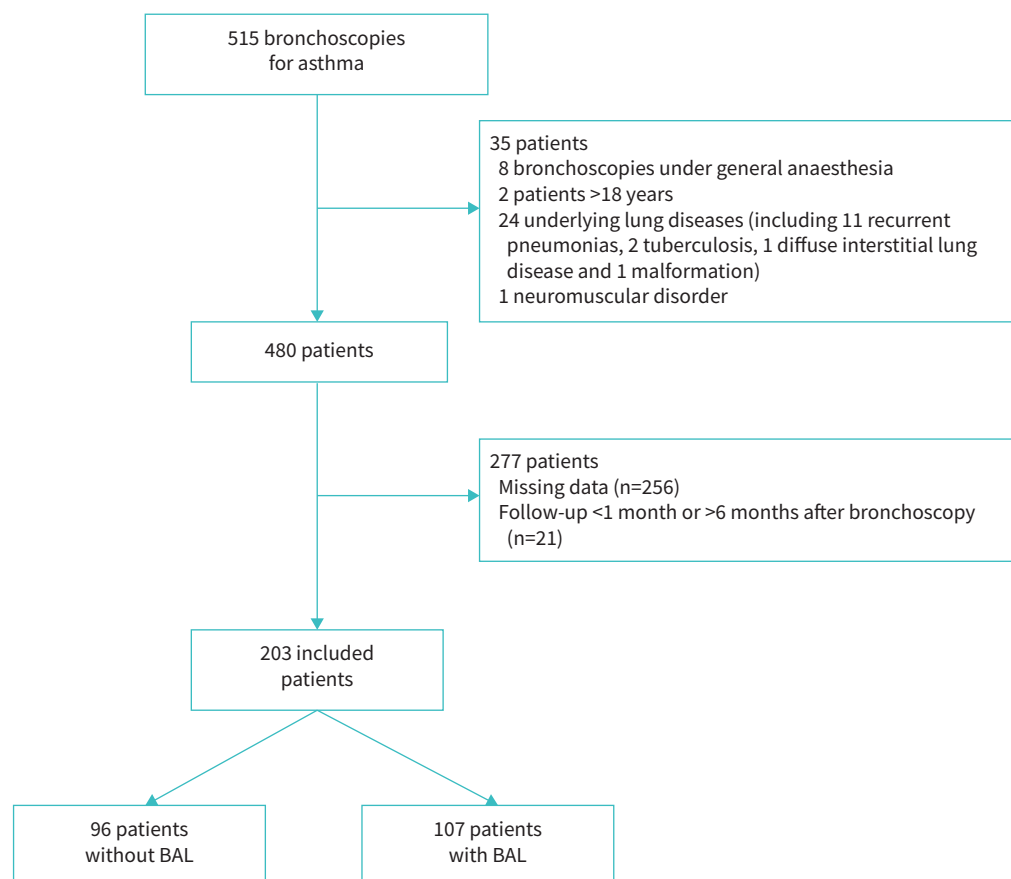 515 bronchoscopies
for asthma
35 patients
8 bronchoscopies under general anaesthesia
2 patients >18 years
24 underlying lung diseases (including 11 recurrent
pneumonias, 2 tuberculosis, 1 diffuse interstitial lung
disease and 1 malformation)
1 neuromuscular disorder
480 patients
277 patients
Missing data (n=256)
Follow-up <1 month or >6 months after bronchoscopy
(n=21)
203 included
patients
96 patients
without BAL
107 patients
with BAL